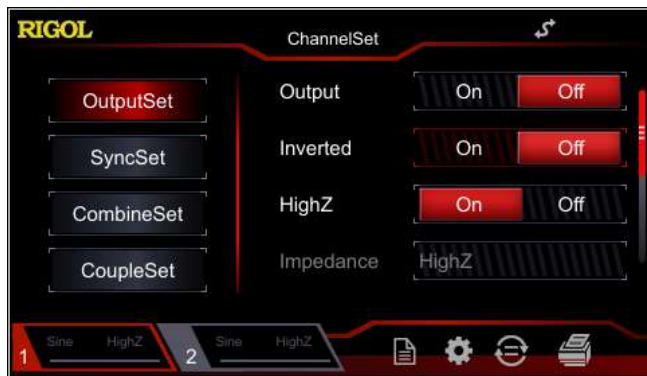 RIGOL
ChannelSet
OutputSet
SyncSet
CombineSet
CoupleSet
Output On Off
Inverted On Off
HighZ On Off
Impedance HighZ
1 Sine HighZ
2 Sine HighZ